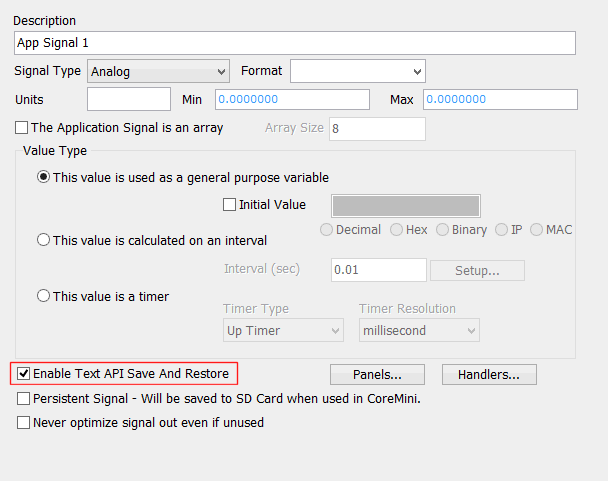 Description
App Signal 1
Signal Type Analog Format
Units Min 0.0000000 Max 0.0000000
The Application Signal is an array Array Size 8
Value Type
This value is used as a general purpose variable
Initial Value
Decimal Hex Binary IP MAC
This value is calculated on an interval
Interval (sec) 0.01 Setup...
This value is a timer
Timer Type Timer Resolution
Up Timer millisecond
Enable Text API Save And Restore Panels... Handlers...
Persistent Signal - Will be saved to SD Card when used in CoreMini.
Never optimize signal out even if unused